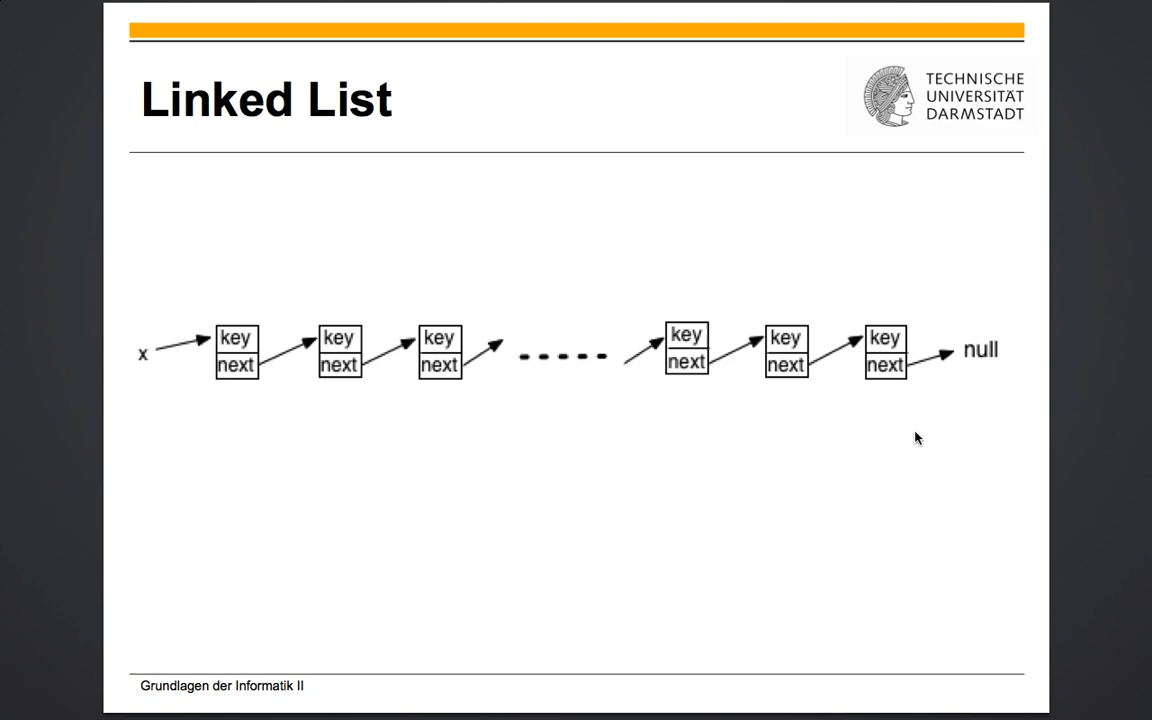 Linked List
TECHNISCHE
UNIVERSITÄT
DARMSTADT
x
key
next
key
next
key
next
key
next
key
next
key
next
null
Grundlagen der Informatik II